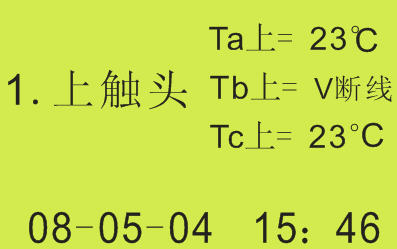 Ta上= 23℃
1.上触头 Tb上= V断线
Tc上= 23℃
08-05-04 15:46